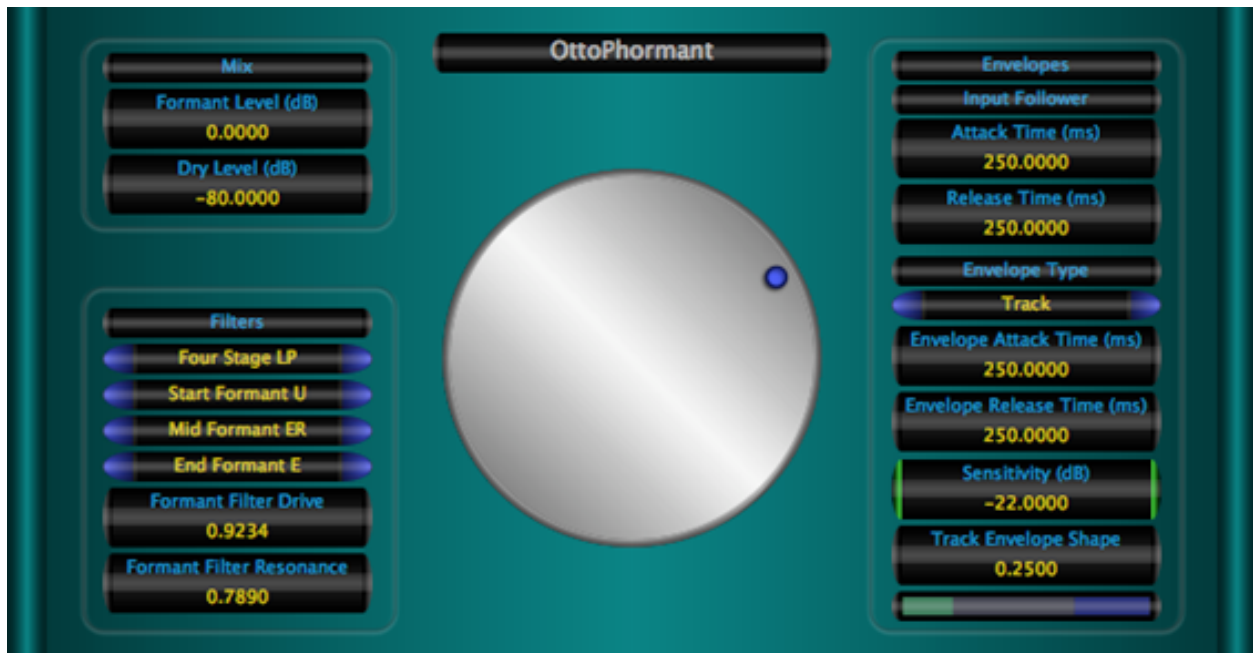 OttoPhormant
Mix
Formant Level (dB)
0.0000
Dry Level (dB)
-80.0000
Filters
Four Stage LP
Start Formant U
Mid Formant ER
End Formant E
Formant Filter Drive
0.9234
Formant Filter Resonance
0.7890
Envelopes
Input Follower
Attack Time (ms)
250.0000
Release Time (ms)
250.0000
Envelope Type
Track
Envelope Attack Time (ms)
250.0000
Envelope Release Time (ms)
250.0000
Sensitivity (dB)
-22.0000
Track Envelope Shape
0.2500